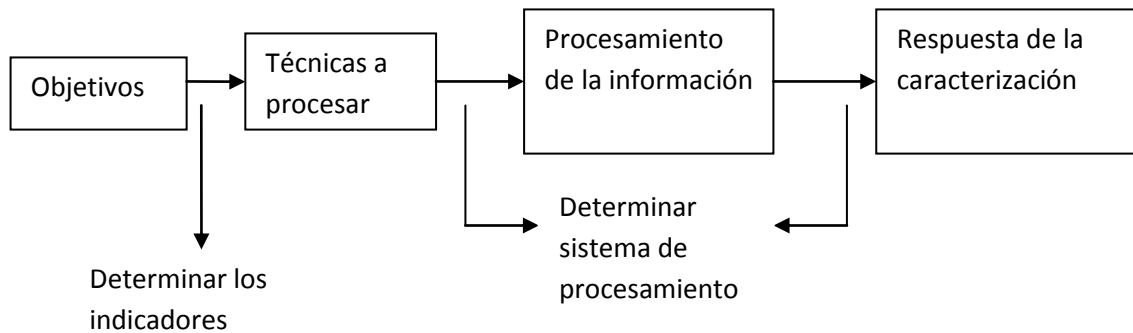 Objetivos
Técnicas a
procesar
Procesamiento
de la información
Respuesta de la
caracterización
Determinar los
indicadores
Determinar
sistema de
procesamiento